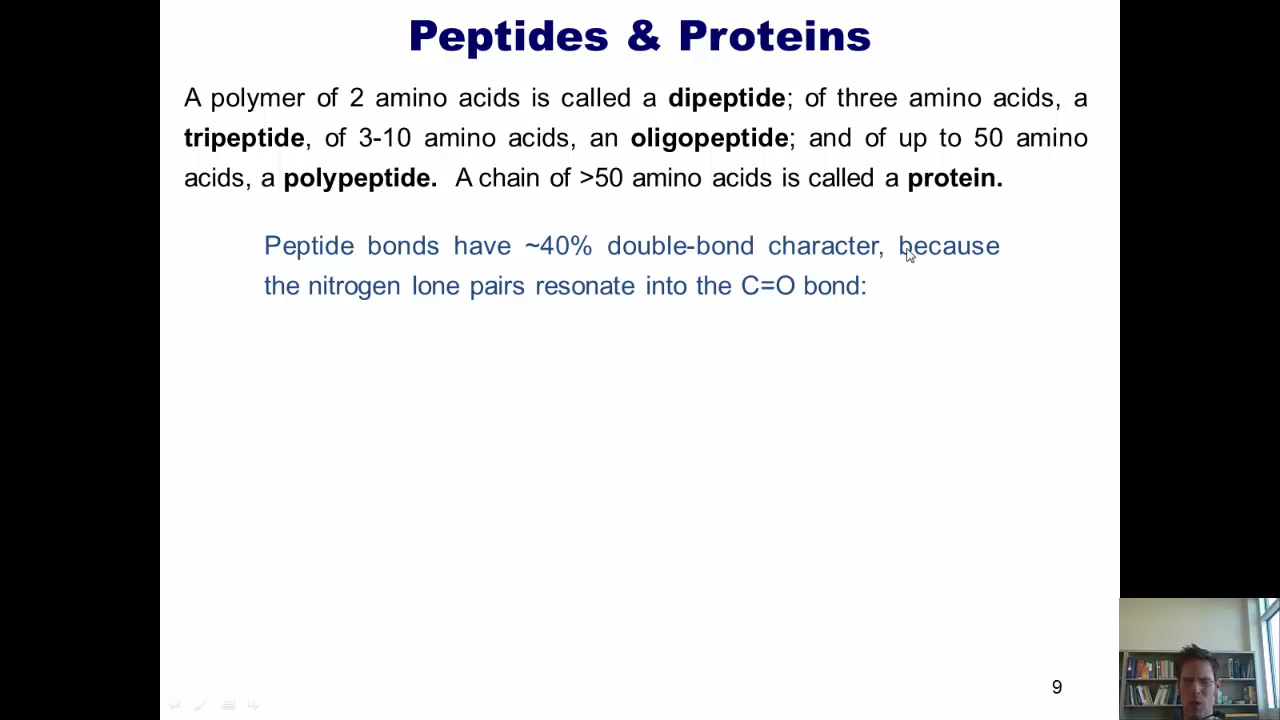 Peptides & Proteins
A polymer of 2 amino acids is called a dipeptide; of three amino acids, a
tripeptide, of 3-10 amino acids, an oligopeptide; and of up to 50 amino
acids, a polypeptide. A chain of >50 amino acids is called a protein.
Peptide bonds have ~40% double-bond character, because
the nitrogen lone pairs resonate into the C=O bond:
9